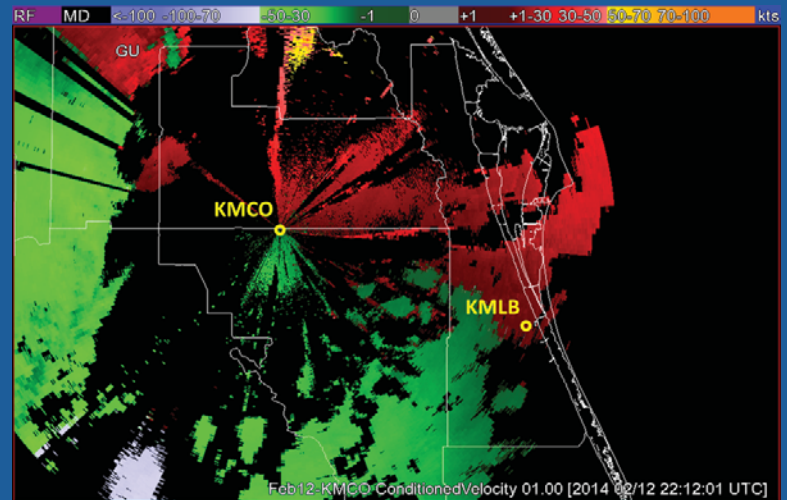 RF MD <-100 -100-70 -50-30 -1 0 +1 +1-30 30-50 50-70 70-100 kts
GU
KMCO
KMLB
Feb12-KMCO ConditionedVelocity 01.00 [2014 02/12 22:12:01 UTC]